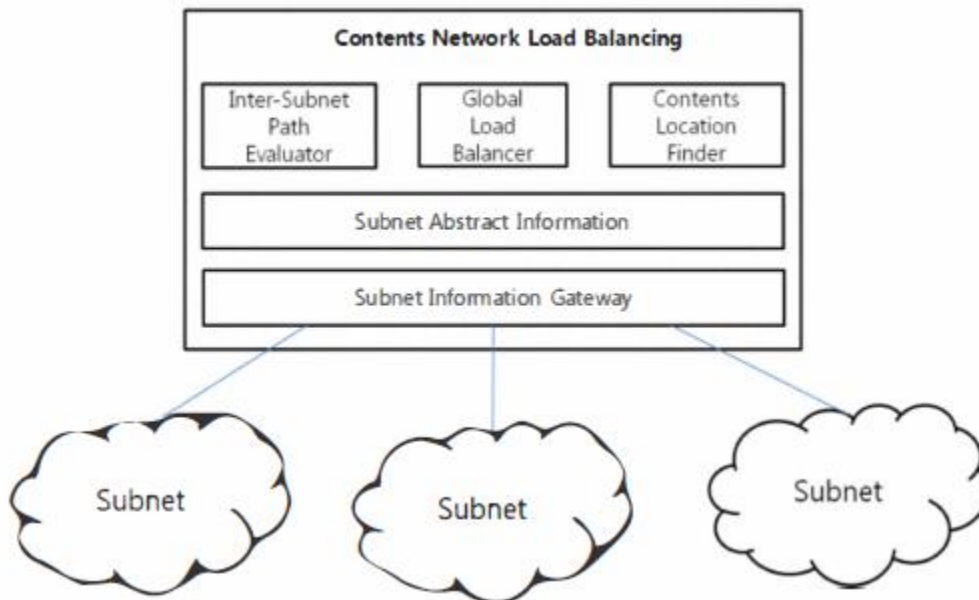 Contents Network Load Balancing
Inter-Subnet
Path
Evaluator
Global
Load
Balancer
Contents
Location
Finder
Subnet Abstract Information
Subnet Information Gateway
Subnet
Subnet
Subnet